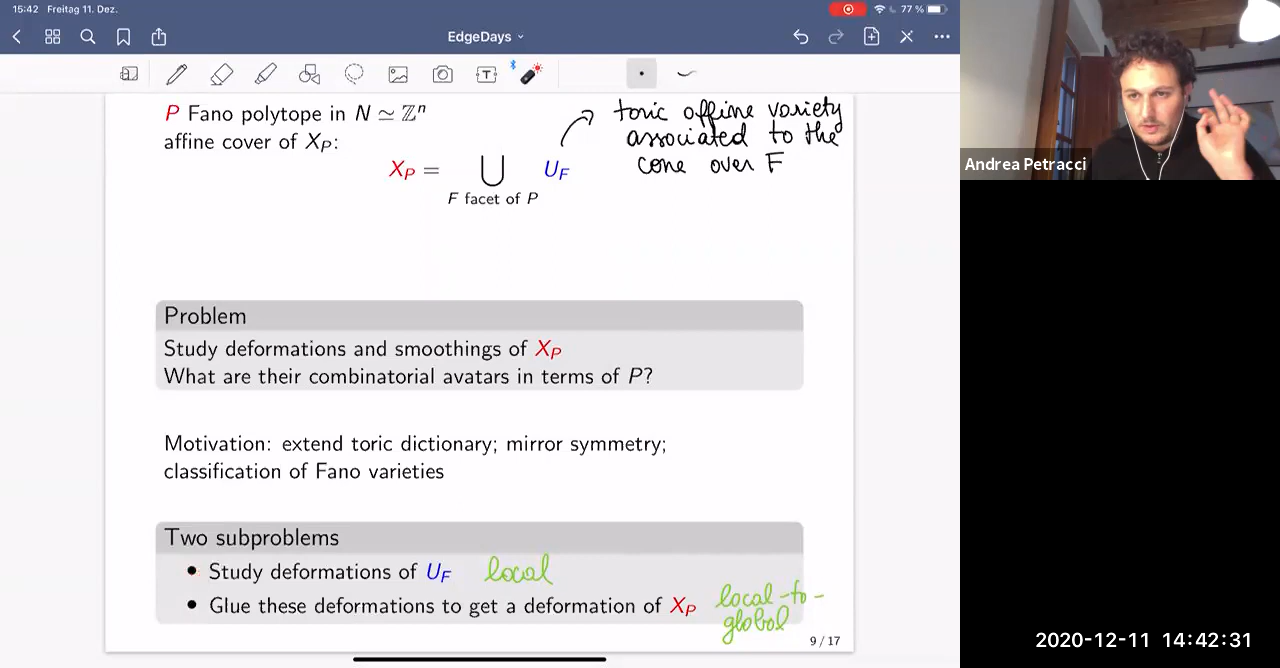 15:42 Freitag 11. Dez.
77 %
EdgeDays
P Fano polytope in N ≃ ℤⁿ
affine cover of X_P:
X_P = ⋃ U_F
F facet of P
toric affine variety
associated to the
cone over F
Problem
Study deformations and smoothings of X_P
What are their combinatorial avatars in terms of P?
Motivation: extend toric dictionary; mirror symmetry;
classification of Fano varieties
Two subproblems
• Study deformations of U_F local
• Glue these deformations to get a deformation of X_P local-to-
global
9 / 17
Andrea Petracci
2020-12-11 14:42:31